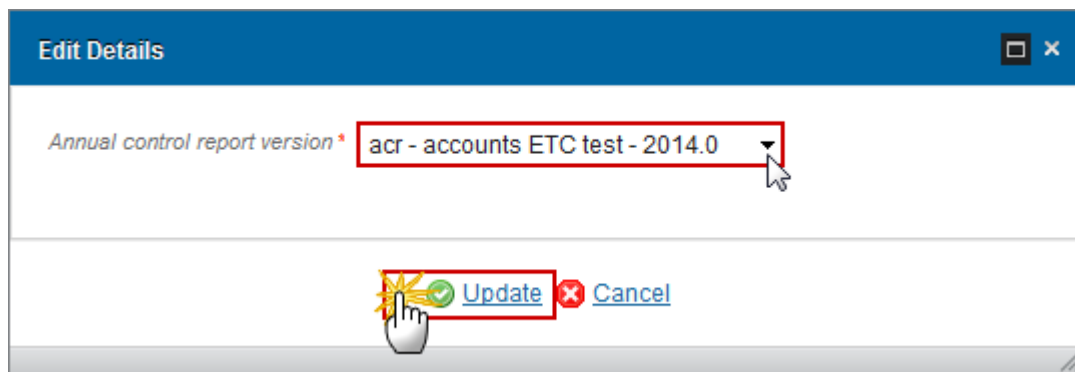 Edit Details
Annual control report version * acr - accounts ETC test - 2014.0
Update Cancel